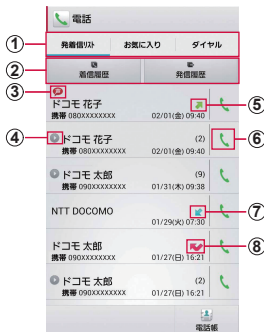 電話
① 発着信リスト お気に入り ダイヤル
② 着信履歴 発信履歴
③
ドコモ 花子
携帯 080XXXXXXXX 02/01(金) 09:40 ⑤
④ ドコモ 花子 (2) ⑥
携帯 080XXXXXXXX 02/01(金) 09:40
ドコモ 太郎 (9)
携帯 090XXXXXXXX 01/31(木) 09:38
NTT DOCOMO ⑦
01/29(火) 07:30
ドコモ 太郎 ⑧
携帯 090XXXXXXXX 01/27(日) 16:21
ドコモ 太郎 (2)
携帯 090XXXXXXXX 01/27(日) 16:21
電話帳